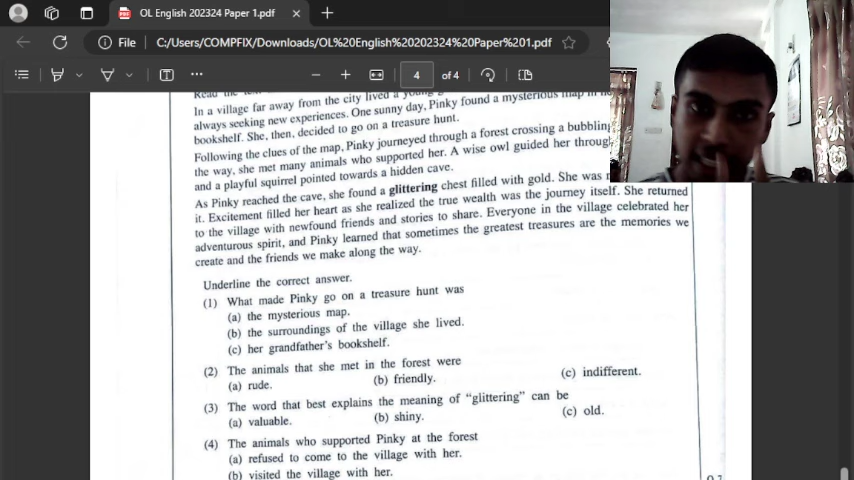 OL English 202324 Paper 1.pdf
File C:/Users/COMPFIX/Downloads/OL%20English%20202324%20Paper%201.pdf
4 of 4
Read the
In a village far away from the city lived a young
always seeking new experiences. One sunny day, Pinky found a mysterious map in
bookshelf. She, then, decided to go on a treasure hunt.
Following the clues of the map, Pinky journeyed through a forest crossing a bubbling
the way, she met many animals who supported her. A wise owl guided her through
and a playful squirrel pointed towards a hidden cave.
As Pinky reached the cave, she found a glittering chest filled with gold. She was
it. Excitement filled her heart as she realized the true wealth was the journey itself. She returned
to the village with newfound friends and stories to share. Everyone in the village celebrated her
adventurous spirit, and Pinky learned that sometimes the greatest treasures are the memories we
create and the friends we make along the way.
Underline the correct answer.
(1) What made Pinky go on a treasure hunt was
(a) the mysterious map.
(b) the surroundings of the village she lived.
(c) her grandfather's bookshelf.
(2) The animals that she met in the forest were
(a) rude. (b) friendly. (c) indifferent.
(3) The word that best explains the meaning of "glittering" can be
(a) valuable. (b) shiny. (c) old.
(4) The animals who supported Pinky at the forest
(a) refused to come to the village with her.
(b) visited the village with her.